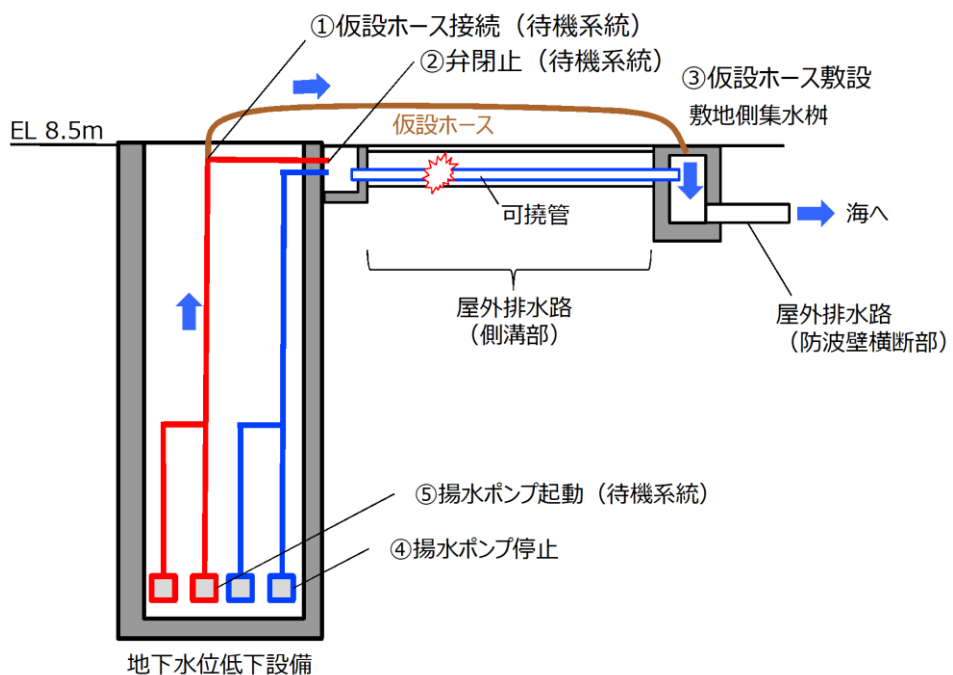 ①仮設ホース接続（待機系統）
②弁閉止（待機系統）
③仮設ホース敷設
敷地側集水桝
EL 8.5m
仮設ホース
可撓管
海へ
屋外排水路
（側溝部）
屋外排水路
（防波壁横断部）
⑤揚水ポンプ起動（待機系統）
④揚水ポンプ停止
地下水位低下設備